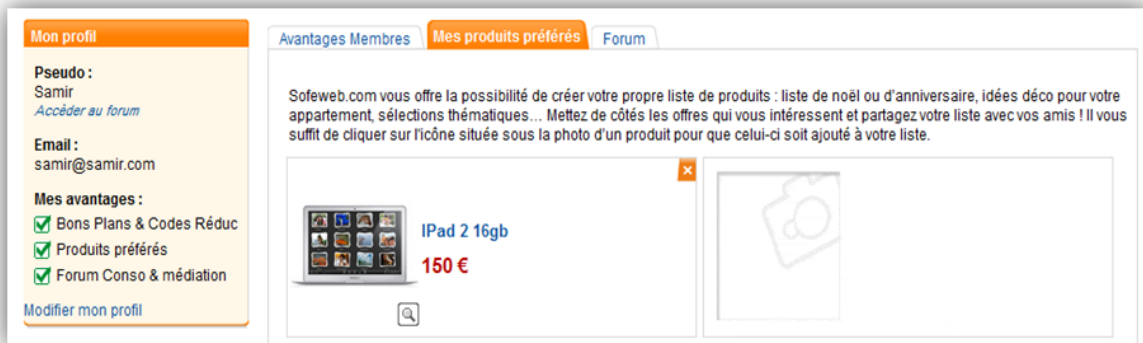 Mon profil
Pseudo :
Samir
Accèder au forum
Email :
samir@samir.com
Mes avantages :
Bons Plans & Codes Réduc
Produits préférés
Forum Conso & médiation
Modifier mon profil
Avantages Membres
Mes produits préférés
Forum
Sofeweb.com vous offre la possibilité de créer votre propre liste de produits : liste de noël ou d'anniversaire, idées déco pour votre
appartement, sélections thématiques... Mettez de côtés les offres qui vous intéressent et partagez votre liste avec vos amis ! Il vous
suffit de cliquer sur l'icône située sous la photo d'un produit pour que celui-ci soit ajouté à votre liste.
IPad 2 16gb
150 €